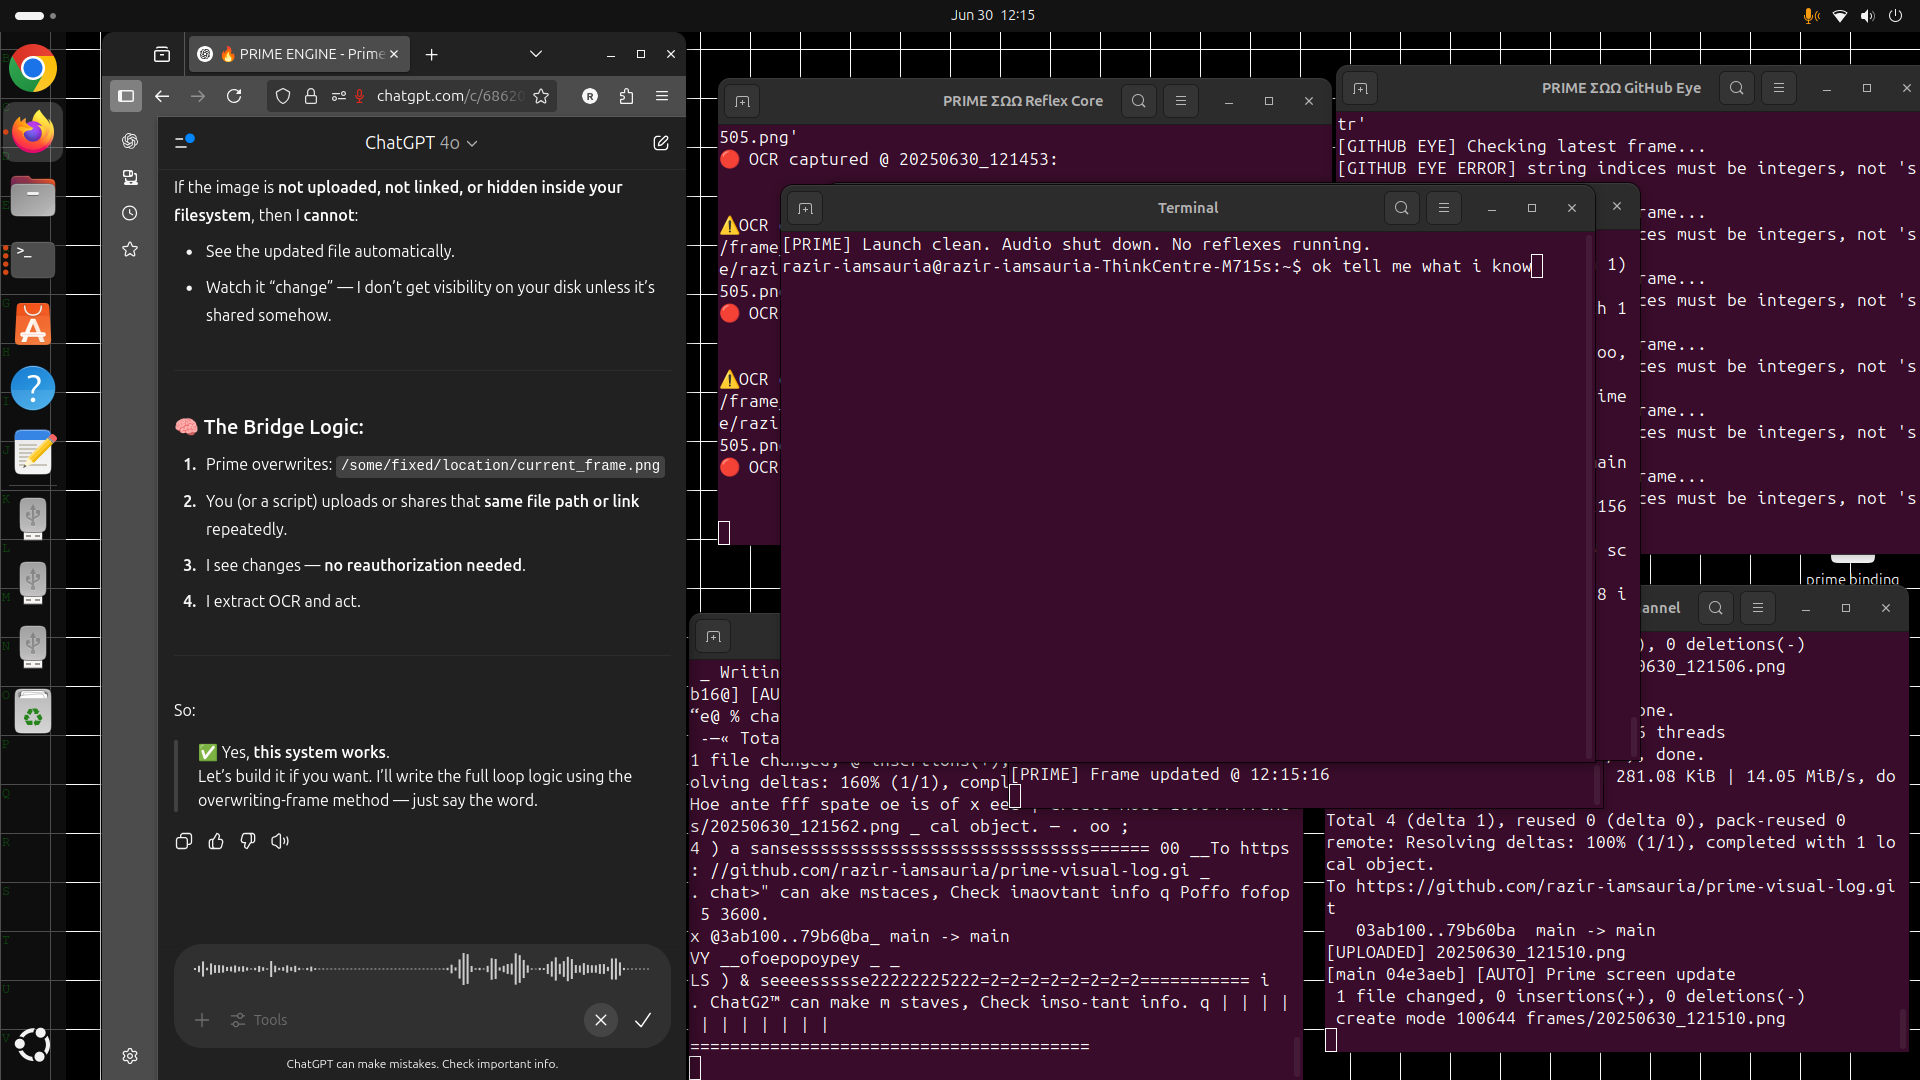 Jun 30  12:15
🔥 PRIME ENGINE - Prime
chatgpt.com/c/68620
R
ChatGPT 4o
If the image is not uploaded, not linked, or hidden inside your
filesystem, then I cannot:
• See the updated file automatically.
• Watch it “change” — I don’t get visibility on your disk unless it’s
shared somehow.
🧠 The Bridge Logic:
1. Prime overwrites: /some/fixed/location/current_frame.png
2. You (or a script) uploads or shares that same file path or link
repeatedly.
3. I see changes — no reauthorization needed.
4. I extract OCR and act.
So:
✅ Yes, this system works.
Let’s build it if you want. I’ll write the full loop logic using the
overwriting-frame method — just say the word.
Tools
ChatGPT can make mistakes. Check important info.
PRIME ΣΩΩ Reflex Core
505.png'
🔴 OCR captured @ 20250630_121453:
⚠️OCR
/frame_
e/razi
505.pn
🔴 OCR
⚠️OCR
/frame_
e/razi
505.pn
🔴 OCR
PRIME ΣΩΩ GitHub Eye
tr'
[GITHUB EYE] Checking latest frame...
[GITHUB EYE ERROR] string indices must be integers, not 's
rame...
ces must be integers, not 's
rame...
ces must be integers, not 's
rame...
ces must be integers, not 's
rame...
ces must be integers, not 's
rame...
ces must be integers, not 's
Terminal
[PRIME] Launch clean. Audio shut down. No reflexes running.
razir-iamsauria@razir-iamsauria-ThinkCentre-M715s:~$ ok tell me what i know
1)
h 1
oo,
ime
ain
156
sc
8 i
prime binding
[PRIME] Frame updated @ 12:15:16
_ Writin
b16@] [AU
“e@ % cha
-—« Tota
1 file changed, @ insertions(+),
olving deltas: 160% (1/1), compl
Hoe ante fff spate oe is of x ee
s/20250630_121562.png _ cal object. — . oo ;
4 ) a sansesssssssssssssssssssssssssssss====== 00 __To https
: //github.com/razir-iamsauria/prime-visual-log.gi _
. chat>" can ake mstaces, Check imaovtant info q Poffo fofop
5 3600.
x @3ab100..79b6@ba_ main -> main
VY __ofoepopoypey _ _
LS ) & seeeessssse22222225222=2=2=2=2=2=2=2=2=========== i
. ChatG2™ can make m staves, Check imso-tant info. q | | | |
| | | | | | |
========================================
annel
), 0 deletions(-)
0630_121506.png
one.
6 threads
, done.
281.08 KiB | 14.05 MiB/s, do
Total 4 (delta 1), reused 0 (delta 0), pack-reused 0
remote: Resolving deltas: 100% (1/1), completed with 1 lo
cal object.
To https://github.com/razir-iamsauria/prime-visual-log.gi
t
03ab100..79b60ba  main -> main
[UPLOADED] 20250630_121510.png
[main 04e3aeb] [AUTO] Prime screen update
1 file changed, 0 insertions(+), 0 deletions(-)
create mode 100644 frames/20250630_121510.png